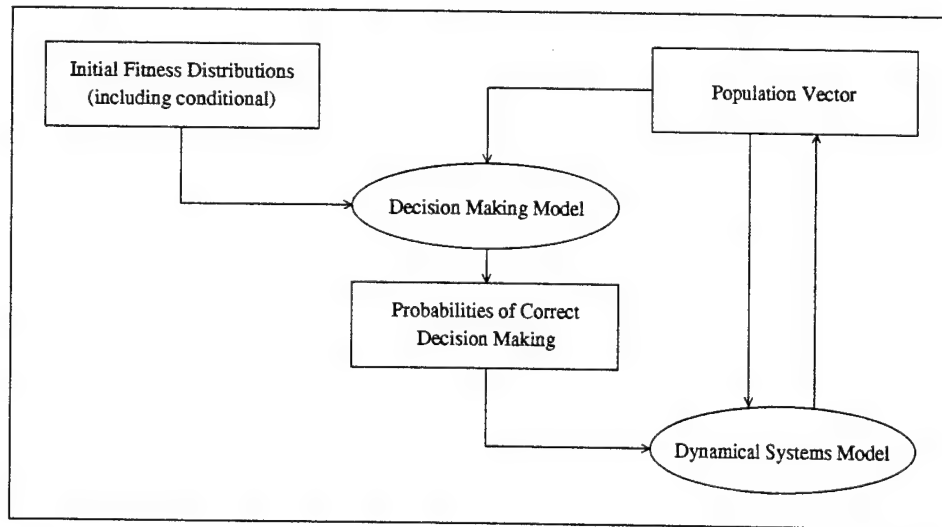 Initial Fitness Distributions
(including conditional)
Population Vector
Decision Making Model
Probabilities of Correct
Decision Making
Dynamical Systems Model